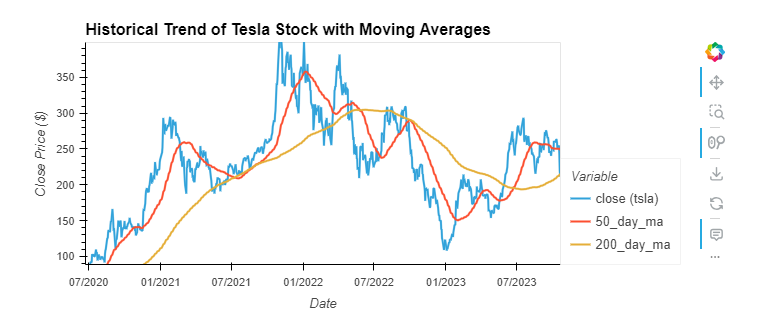 Historical Trend of Tesla Stock with Moving Averages
350
300
250
200
150
100
Close Price ($)
07/2020 01/2021 07/2021 01/2022 07/2022 01/2023 07/2023
Date
Variable
close (tsla)
50_day_ma
200_day_ma